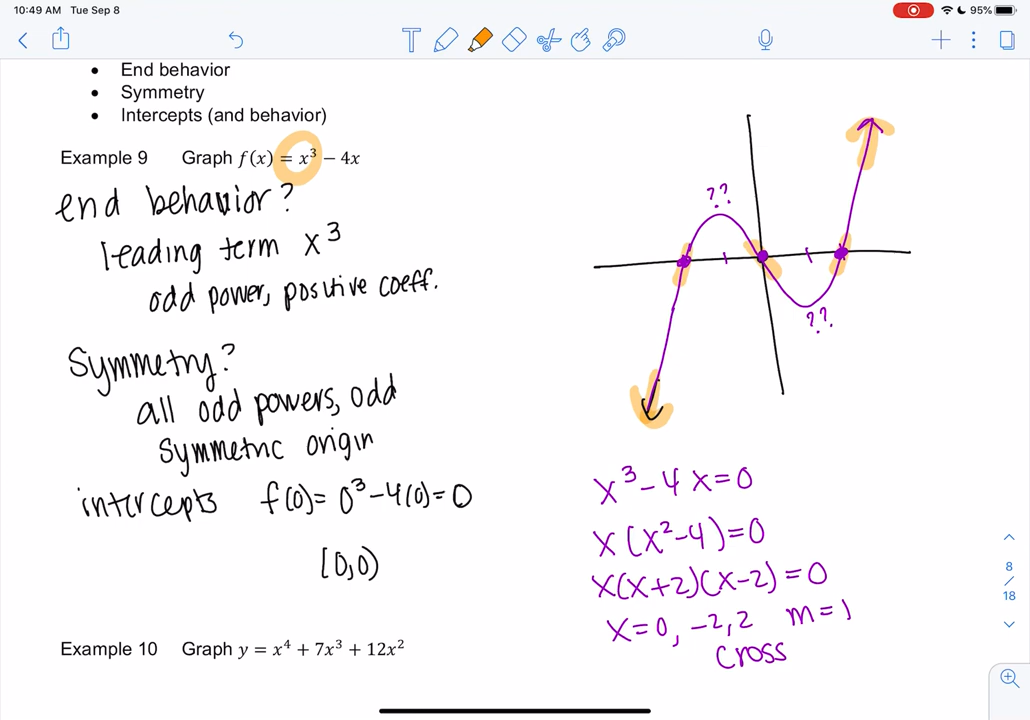 10:49 AM Tue Sep 8
95%
• End behavior
• Symmetry
• Intercepts (and behavior)
Example 9 Graph f(x) = x³ − 4x
end behavior?
leading term x³
odd power, positive coeff.
Symmetry?
all odd powers, odd
symmetric origin
intercepts f(0) = 0³ − 4(0) = 0
(0,0)
??
??
x³ − 4x = 0
x(x² − 4) = 0
x(x+2)(x−2) = 0
x = 0, −2, 2 m = 1
cross
8
/
18
Example 10 Graph y = x⁴ + 7x³ + 12x²